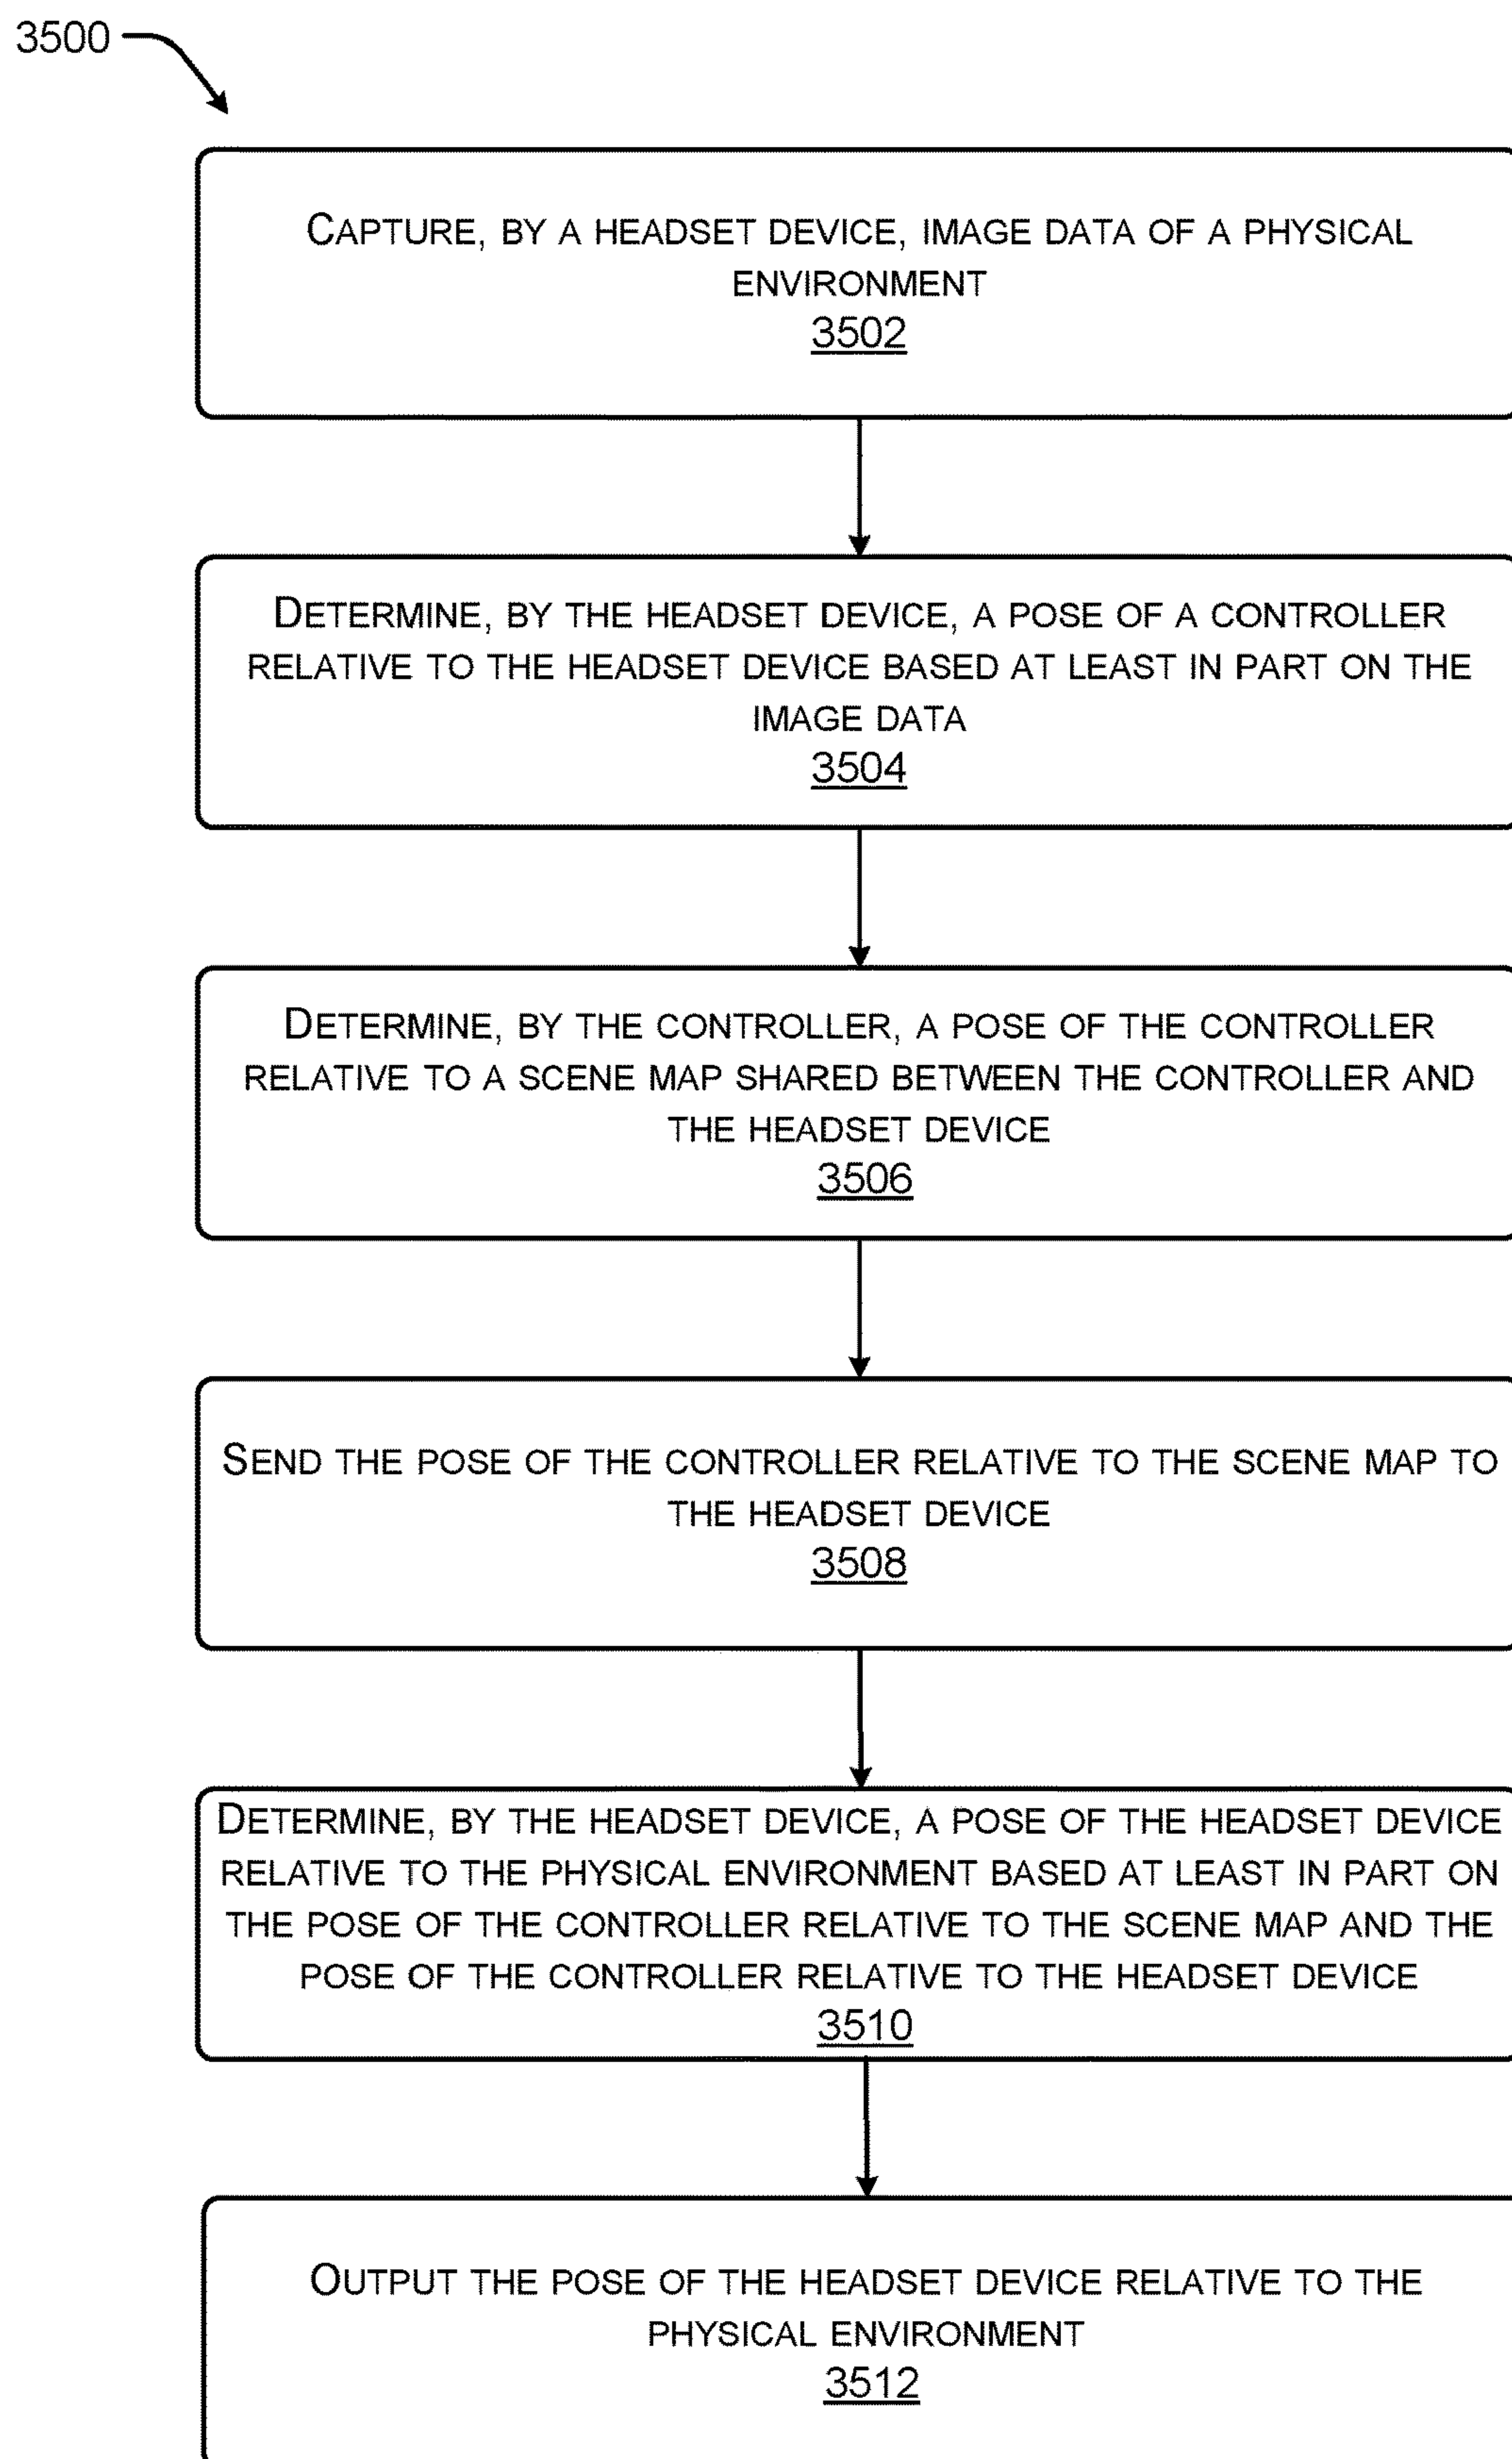 3500
CAPTURE, BY A HEADSET DEVICE, IMAGE DATA OF A PHYSICAL
ENVIRONMENT
3502
DETERMINE, BY THE HEADSET DEVICE, A POSE OF A CONTROLLER
RELATIVE TO THE HEADSET DEVICE BASED AT LEAST IN PART ON THE
IMAGE DATA
3504
DETERMINE, BY THE CONTROLLER, A POSE OF THE CONTROLLER
RELATIVE TO A SCENE MAP SHARED BETWEEN THE CONTROLLER AND
THE HEADSET DEVICE
3506
SEND THE POSE OF THE CONTROLLER RELATIVE TO THE SCENE MAP TO
THE HEADSET DEVICE
3508
DETERMINE, BY THE HEADSET DEVICE, A POSE OF THE HEADSET DEVICE
RELATIVE TO THE PHYSICAL ENVIRONMENT BASED AT LEAST IN PART ON
THE POSE OF THE CONTROLLER RELATIVE TO THE SCENE MAP AND THE
POSE OF THE CONTROLLER RELATIVE TO THE HEADSET DEVICE
3510
OUTPUT THE POSE OF THE HEADSET DEVICE RELATIVE TO THE
PHYSICAL ENVIRONMENT
3512